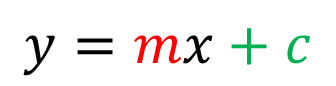 y = mx + c